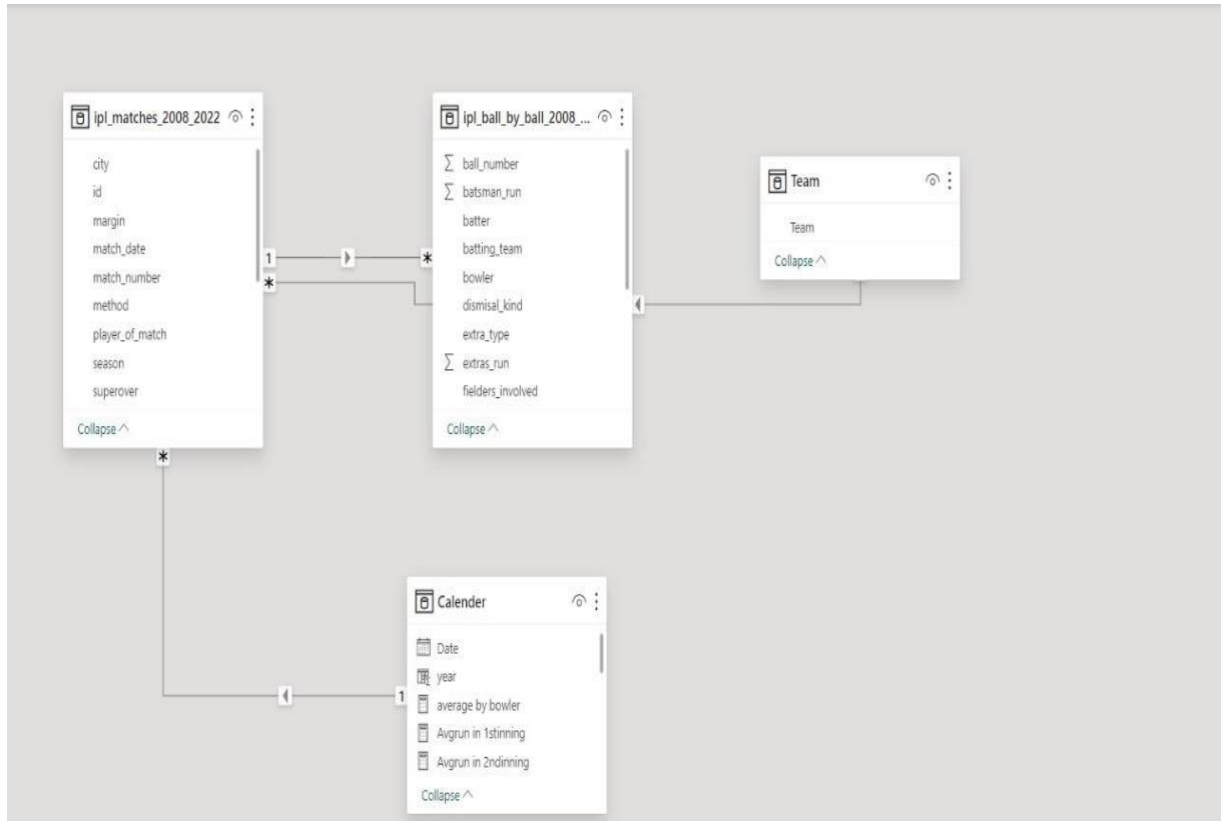 ipl_matches_2008_2022
city
id
margin
match_date
match_number
method
player_of_match
season
superover
Collapse
1
*
*
*
ipl_ball_by_ball_2008_...
ball_number
batsman_run
batter
batting_team
bowler
dismisal_kind
extra_type
extras_run
fielders_involved
Collapse
*
Team
Team
Collapse
Calender
Date
year
average by bowler
Avgrun in 1stinning
Avgrun in 2ndinning
Collapse
1